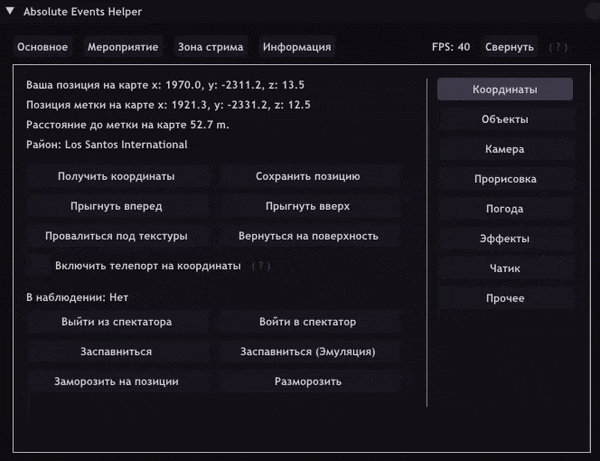 Absolute Events Helper
Основное Мероприятие Зона стрима Информация FPS: 40 Свернуть ( ? )
Ваша позиция на карте x: 1970.0, y: -2311.2, z: 13.5
Позиция метки на карте x: 1921.3, y: -2331.2, z: 12.5
Расстояние до метки на карте 52.7 m.
Район: Los Santos International
Получить координаты Сохранить позицию
Прыгнуть вперед Прыгнуть вверх
Провалиться под текстуры Вернуться на поверхность
Включить телепорт на координаты ( ? )
В наблюдении: Нет
Выйти из спектатора Войти в спектатор
Заспавниться Заспавниться (Эмуляция)
Заморозить на позиции Разморозить
Координаты
Объекты
Камера
Прорисовка
Погода
Эффекты
Чатик
Прочее